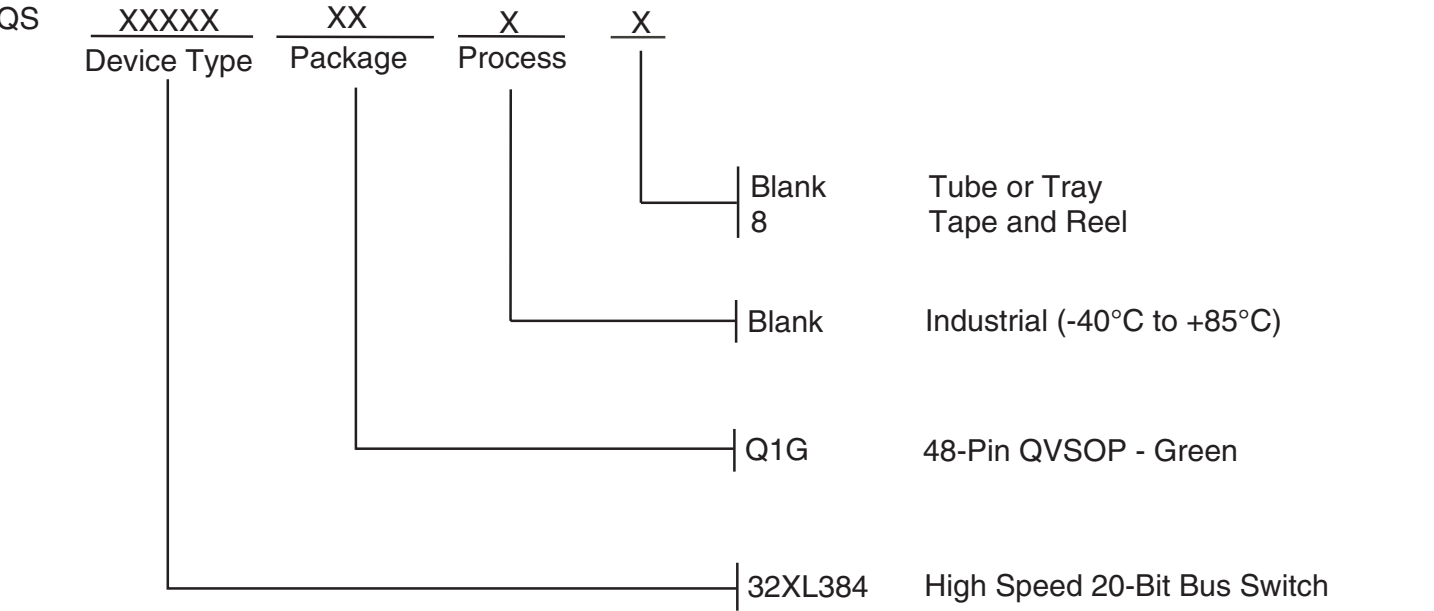 QS XXXXX XX X X
Device Type Package Process
Blank Tube or Tray
8 Tape and Reel
Blank Industrial (-40°C to +85°C)
Q1G 48-Pin QVSOP - Green
32XL384 High Speed 20-Bit Bus Switch